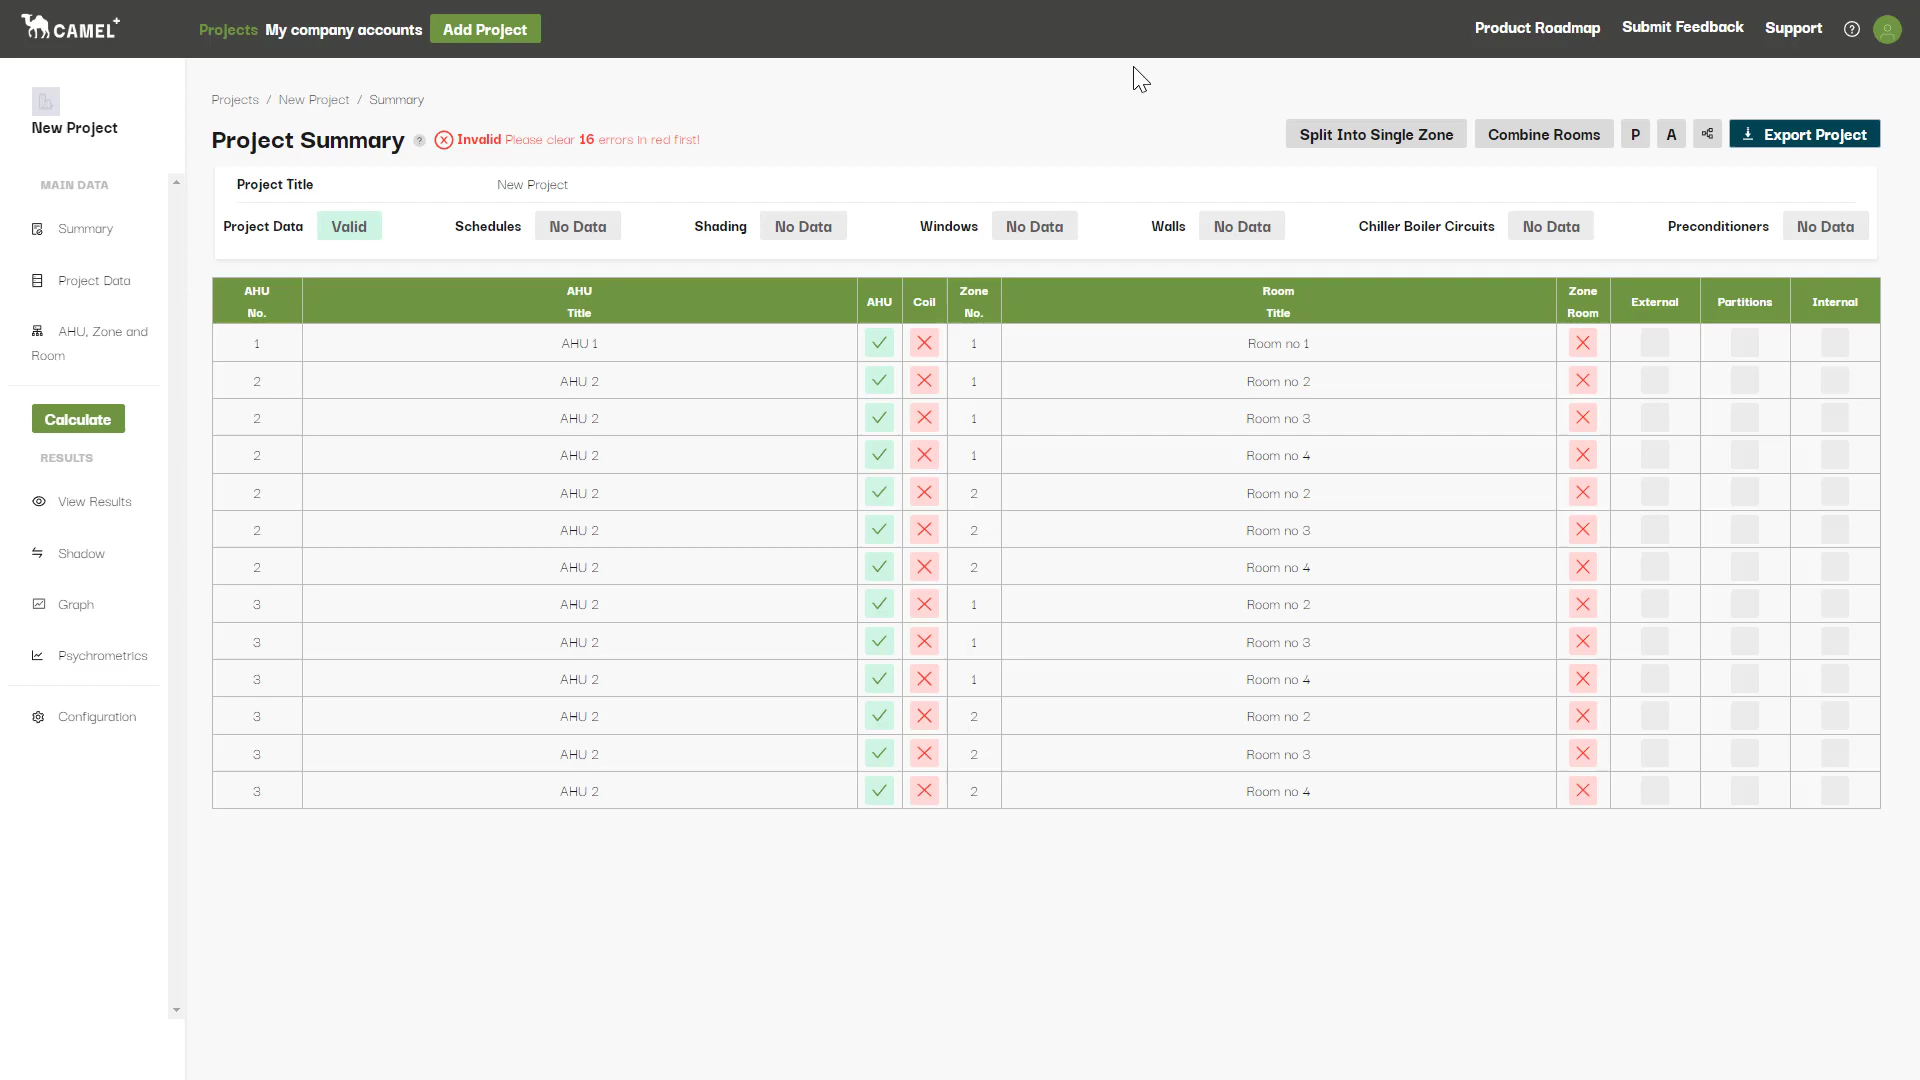 CAMEL+
Projects My company accounts Add Project
Product Roadmap Submit Feedback Support ?
New Project
MAIN DATA
Summary
Project Data
AHU, Zone and
Room
Calculate
RESULTS
View Results
Shadow
Graph
Psychrometrics
Configuration
Projects / New Project / Summary
Project Summary ? Invalid Please clear 16 errors in red first!
Split Into Single Zone Combine Rooms P A Export Project
Project Title New Project
Project Data Valid Schedules No Data Shading No Data Windows No Data Walls No Data Chiller Boiler Circuits No Data Preconditioners No Data
AHU No. AHU Title AHU Coil Zone No. Room Title Zone Room External Partitions Internal
1 AHU 1 1 Room no 1
2 AHU 2 1 Room no 2
2 AHU 2 1 Room no 3
2 AHU 2 1 Room no 4
2 AHU 2 2 Room no 2
2 AHU 2 2 Room no 3
2 AHU 2 2 Room no 4
3 AHU 2 1 Room no 2
3 AHU 2 1 Room no 3
3 AHU 2 1 Room no 4
3 AHU 2 2 Room no 2
3 AHU 2 2 Room no 3
3 AHU 2 2 Room no 4